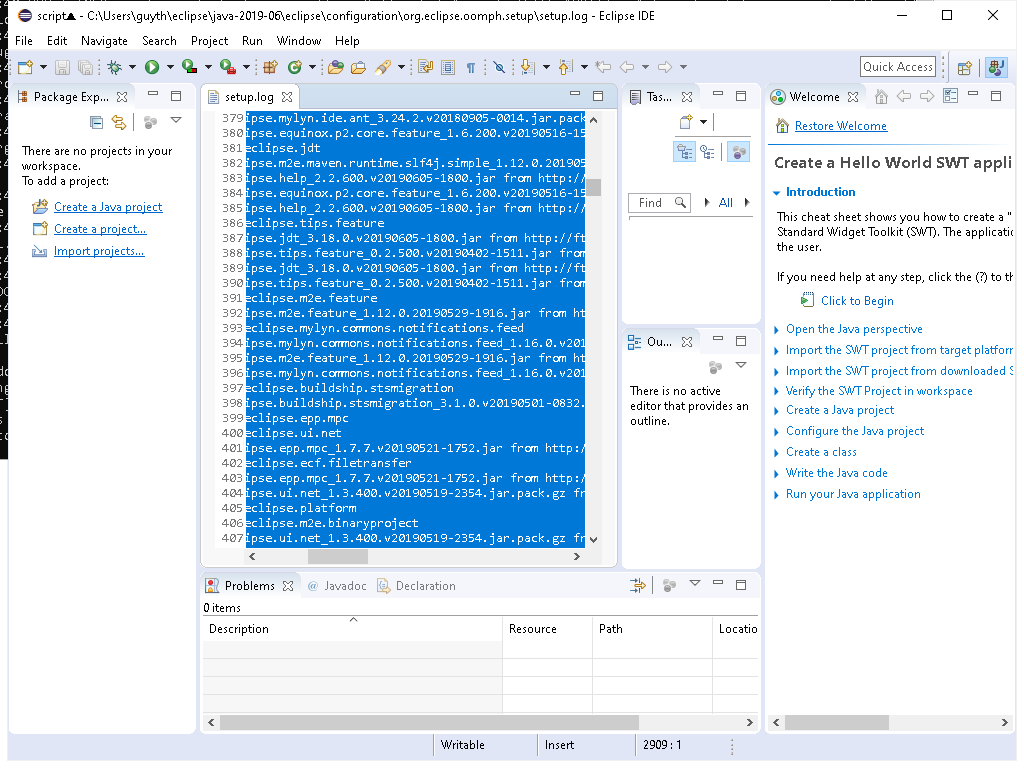 script - C:\Users\guyth\eclipse\java-2019-06\eclipse\configuration\org.eclipse.oomph.setup\setup.log - Eclipse IDE
File Edit Navigate Search Project Run Window Help
Quick Access
Package Exp...
There are no projects in your
workspace.
To add a project:
Create a Java project
Create a project...
Import projects...
setup.log
379 ipse.mylyn.ide.ant_3.24.2.v20180905-0014.jar.pack
380 ipse.equinox.p2.core.feature_1.6.200.v20190516-15
381 eclipse.jdt
382 ipse.m2e.maven.runtime.slf4j.simple_1.12.0.201905
383 ipse.help_2.2.600.v20190605-1800.jar from http:/
384 ipse.equinox.p2.core.feature_1.6.200.v20190516-15
385 ipse.help_2.2.600.v20190605-1800.jar from http:/
386 eclipse.tips.feature
387 ipse.jdt_3.18.0.v20190605-1800.jar from http://ft
388 ipse.tips.feature_0.2.500.v20190402-1511.jar from
389 ipse.jdt_3.18.0.v20190605-1800.jar from http://ft
390 ipse.tips.feature_0.2.500.v20190402-1511.jar from
391 eclipse.m2e.feature
392 ipse.m2e.feature_1.12.0.20190529-1916.jar from ht
393 eclipse.mylyn.commons.notifications.feed
394 ipse.mylyn.commons.notifications.feed_1.16.0.v201
395 ipse.m2e.feature_1.12.0.20190529-1916.jar from ht
396 ipse.mylyn.commons.notifications.feed_1.16.0.v201
397 eclipse.buildship.stsmigration
398 ipse.buildship.stsmigration_3.1.0.v20190501-0832.
399 eclipse.epp.mpc
400 eclipse.ui.net
401 ipse.epp.mpc_1.7.7.v20190521-1752.jar from http:/
402 eclipse.ecf.filetransfer
403 ipse.epp.mpc_1.7.7.v20190521-1752.jar from http:/
404 ipse.ui.net_1.3.400.v20190519-2354.jar.pack.gz fr
405 eclipse.platform
406 eclipse.m2e.binaryproject
407 ipse.ui.net_1.3.400.v20190519-2354.jar.pack.gz fr
Tas...
Find All
Ou...
There is no active
editor that provides an
outline.
Welcome
Restore Welcome
Create a Hello World SWT appli
Introduction
This cheat sheet shows you how to create a "
Standard Widget Toolkit (SWT). The applicatio
the user.
If you need help at any step, click the (?) to th
Click to Begin
Open the Java perspective
Import the SWT project from target platform
Import the SWT project from downloaded S
Verify the SWT Project in workspace
Create a Java project
Configure the Java project
Create a class
Write the Java code
Run your Java application
Problems @ Javadoc Declaration
0 items
Description Resource Path Locatio
Writable Insert 2909 : 1